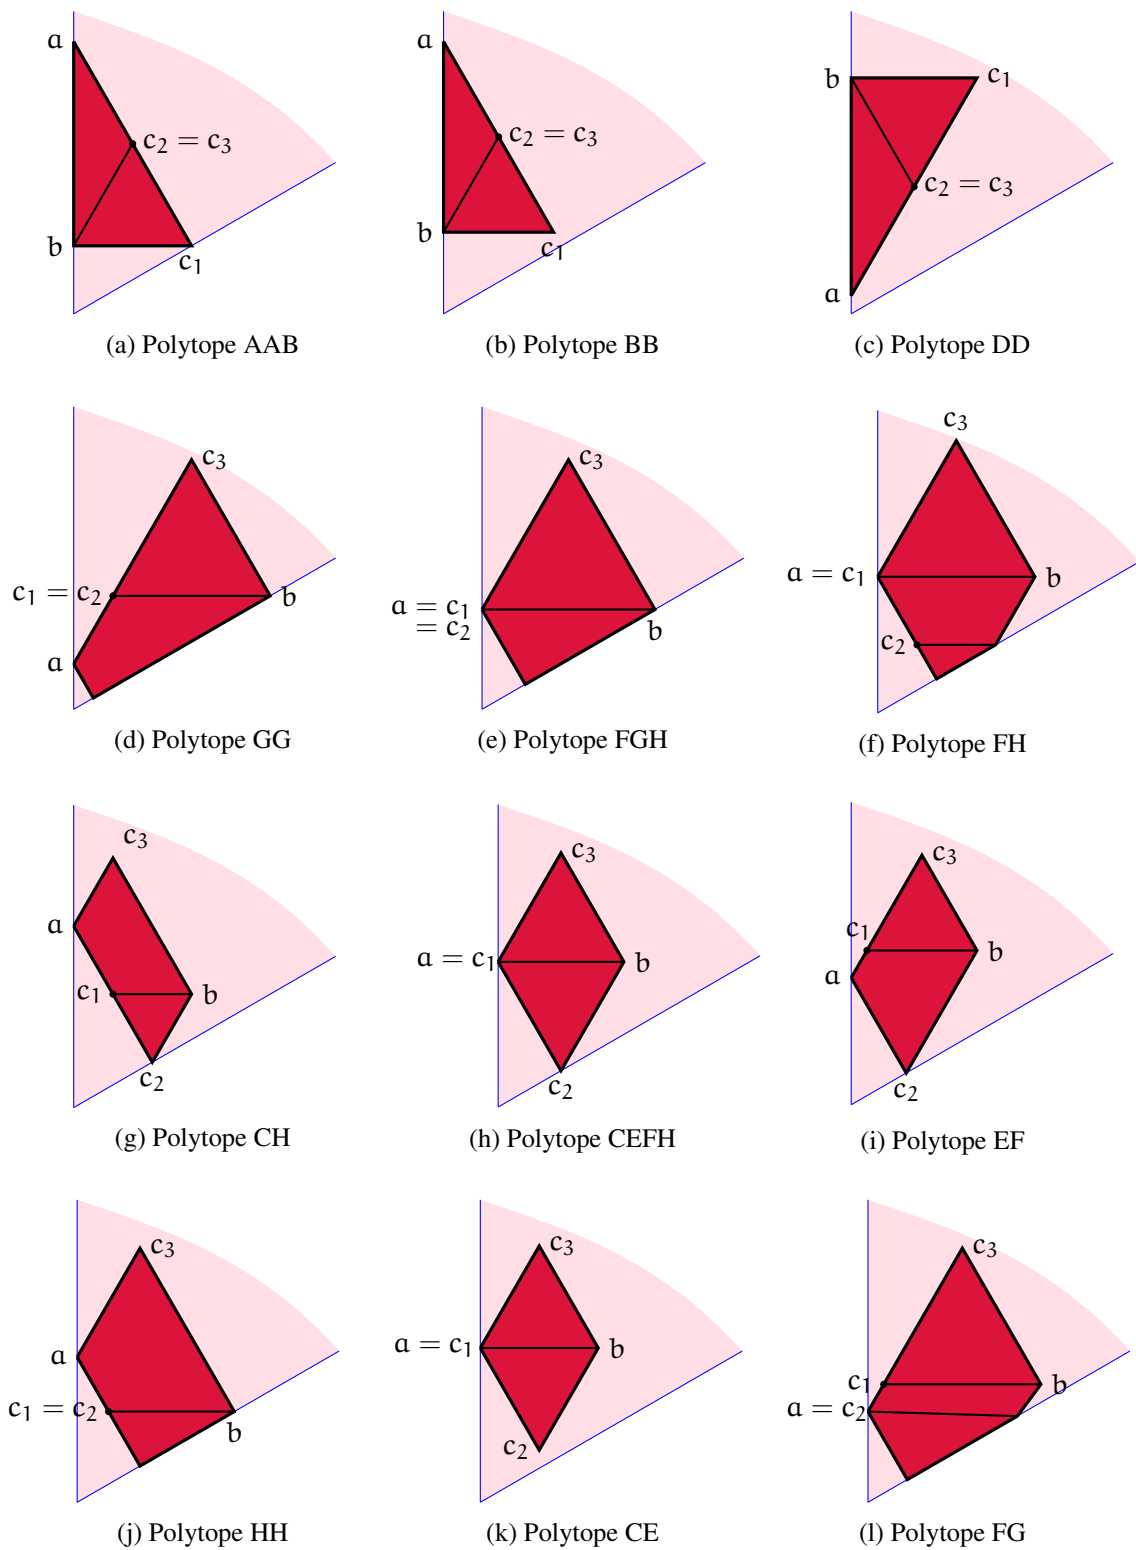 a
c₂ = c₃
b
c₁
(a) Polytope AAB
a
c₂ = c₃
b
c₁
(b) Polytope BB
b
c₁
c₂ = c₃
a
(c) Polytope DD
c₃
c₁ = c₂
b
a
(d) Polytope GG
c₃
a = c₁
= c₂
b
(e) Polytope FGH
c₃
a = c₁
b
c₂
(f) Polytope FH
c₃
a
c₁
b
c₂
(g) Polytope CH
c₃
a = c₁
b
c₂
(h) Polytope CEFH
c₃
c₁
b
a
c₂
(i) Polytope EF
c₃
a
c₁ = c₂
b
(j) Polytope HH
c₃
a = c₁
b
c₂
(k) Polytope CE
c₃
c₁
b
a = c₂
(l) Polytope FG